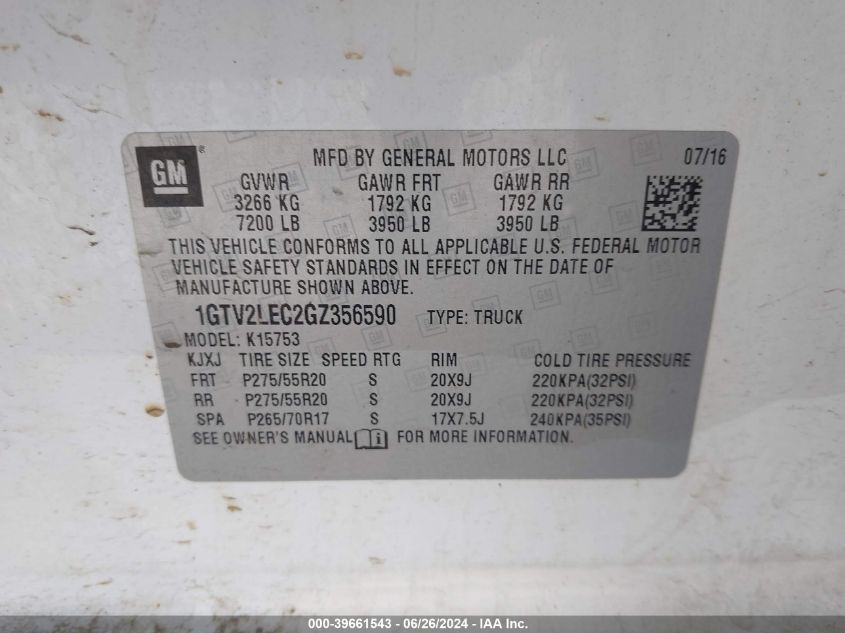 GM ® MFD BY GENERAL MOTORS LLC 07/16
GVWR GAWR FRT GAWR RR
3266 KG 1792 KG 1792 KG
7200 LB 3950 LB 3950 LB
THIS VEHICLE CONFORMS TO ALL APPLICABLE U.S. FEDERAL MOTOR
VEHICLE SAFETY STANDARDS IN EFFECT ON THE DATE OF
MANUFACTURE SHOWN ABOVE.
1GTV2LEC2GZ356590 TYPE: TRUCK
MODEL: K15753
KJXJ TIRE SIZE SPEED RTG RIM COLD TIRE PRESSURE
FRT P275/55R20 S 20X9J 220KPA(32PSI)
RR P275/55R20 S 20X9J 220KPA(32PSI)
SPA P265/70R17 S 17X7.5J 240KPA(35PSI)
SEE OWNER'S MANUAL FOR MORE INFORMATION.
000-39661543 - 06/26/2024 - IAA Inc.